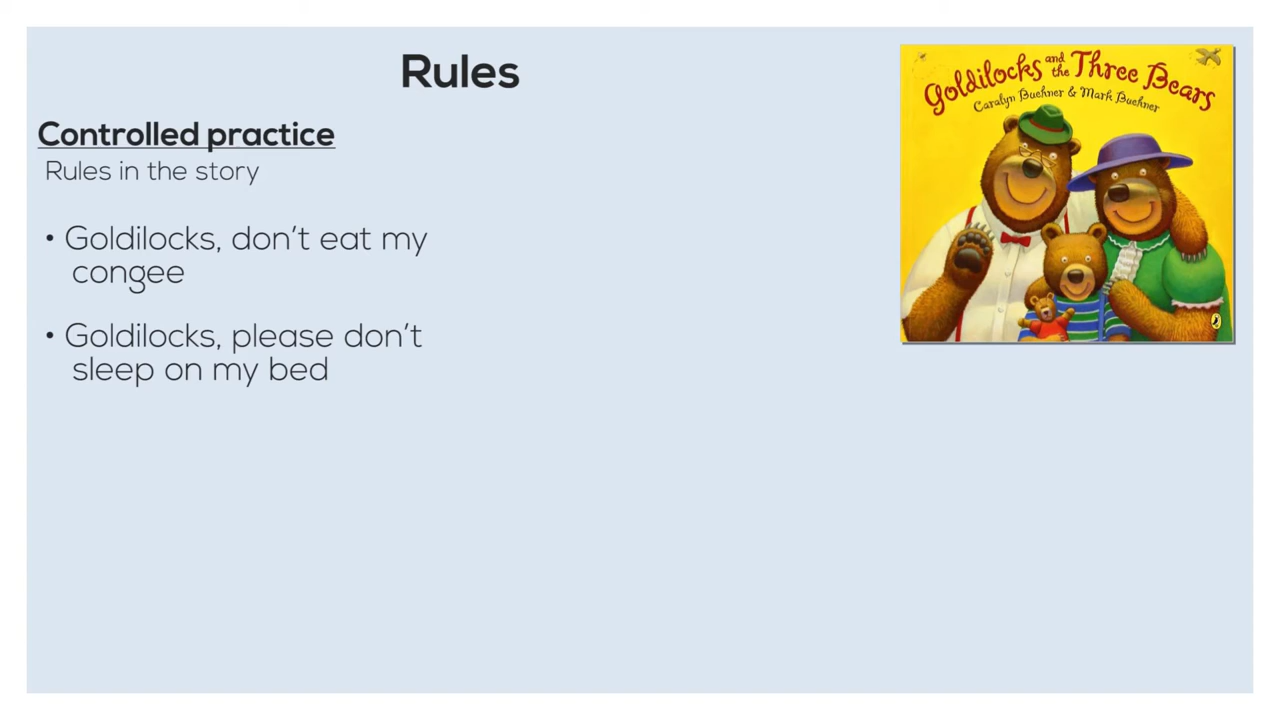 Rules
Controlled practice
Rules in the story
• Goldilocks, don't eat my
congee
• Goldilocks, please don't
sleep on my bed
Goldilocks and the Three Bears
Caralyn Buehner & Mark Buehner